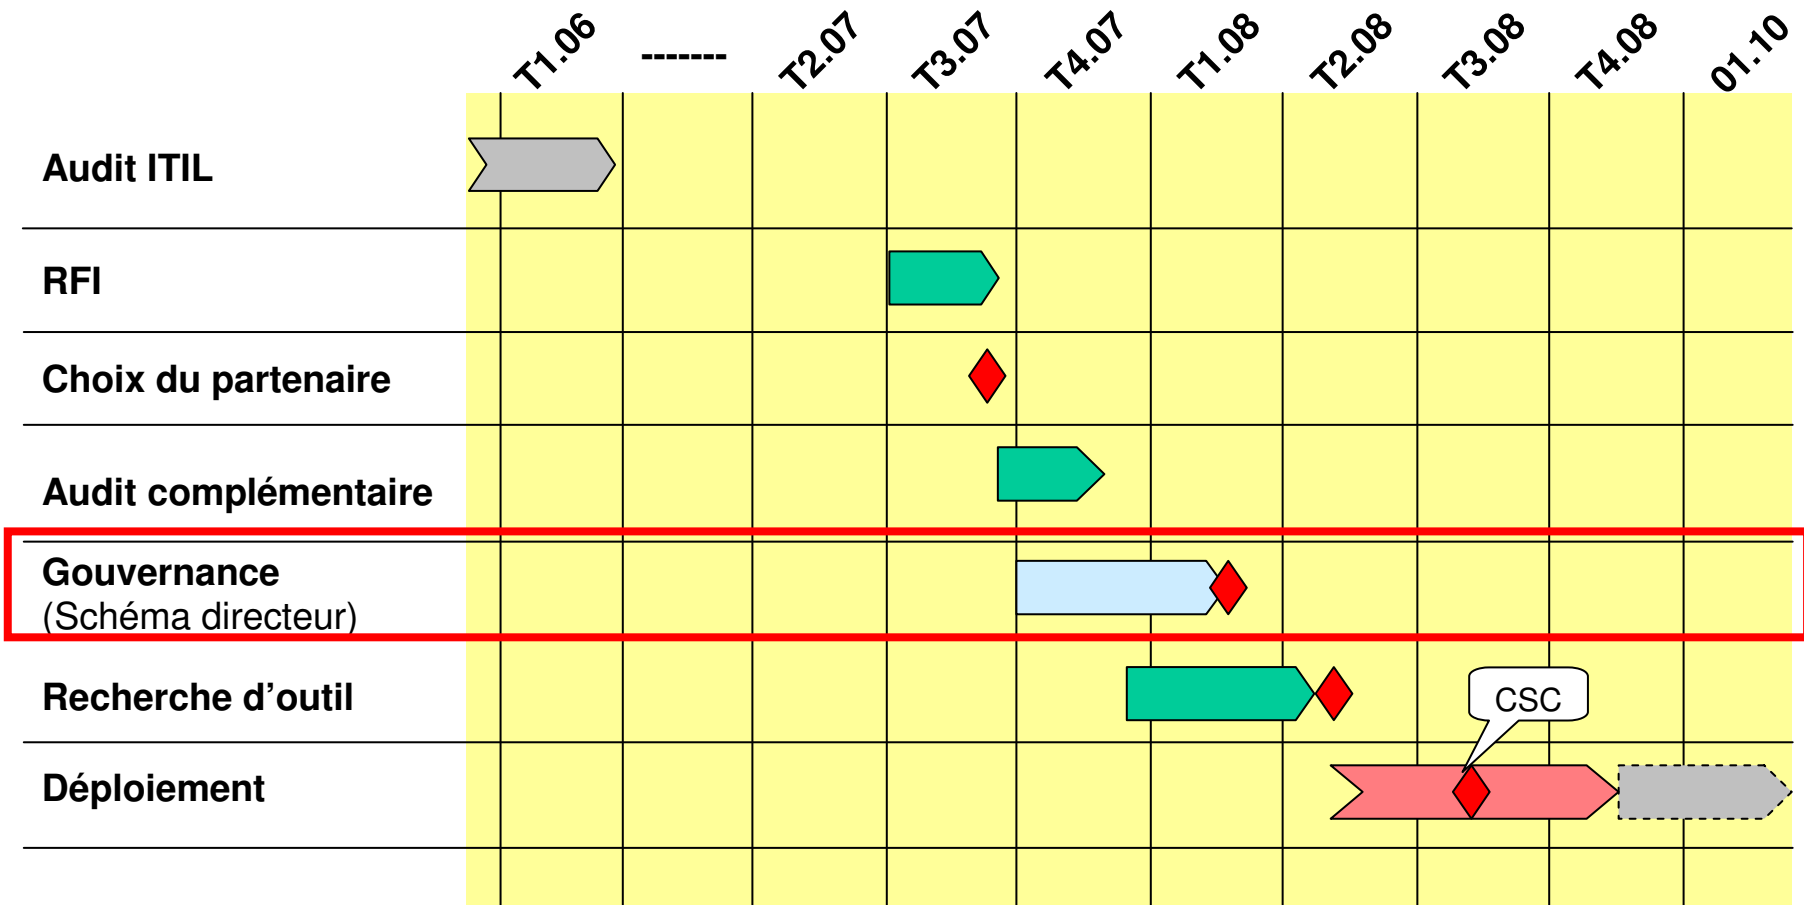 T1.06 ------- T2.07 T3.07 T4.07 T1.08 T2.08 T3.08 T4.08 01.10
Audit ITIL
RFI
Choix du partenaire
Audit complémentaire
Gouvernance
(Schéma directeur)
Recherche d’outil
CSC
Déploiement